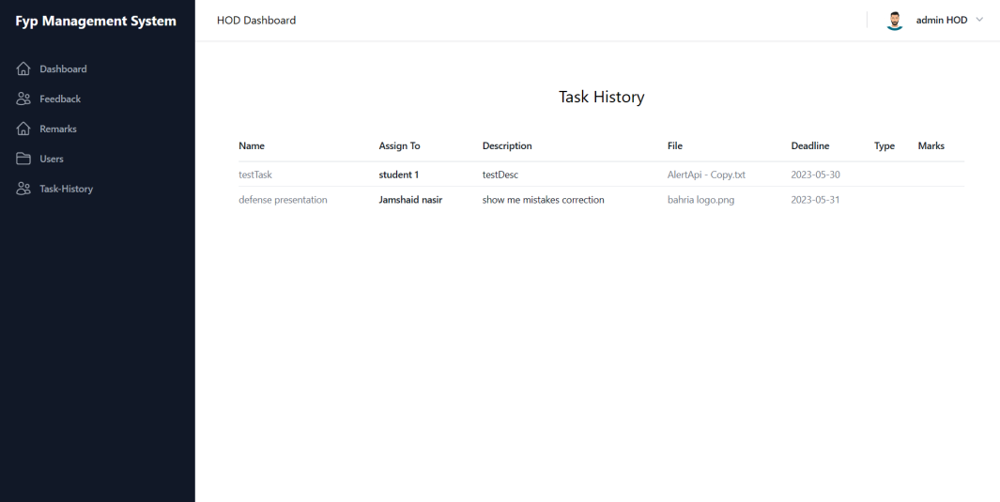 Fyp Management System
HOD Dashboard
admin HOD
Dashboard
Feedback
Remarks
Users
Task-History
Task History
Name Assign To Description File Deadline Type Marks
testTask student 1 testDesc AlertApi - Copy.txt 2023-05-30
defense presentation Jamshaid nasir show me mistakes correction bahria logo.png 2023-05-31